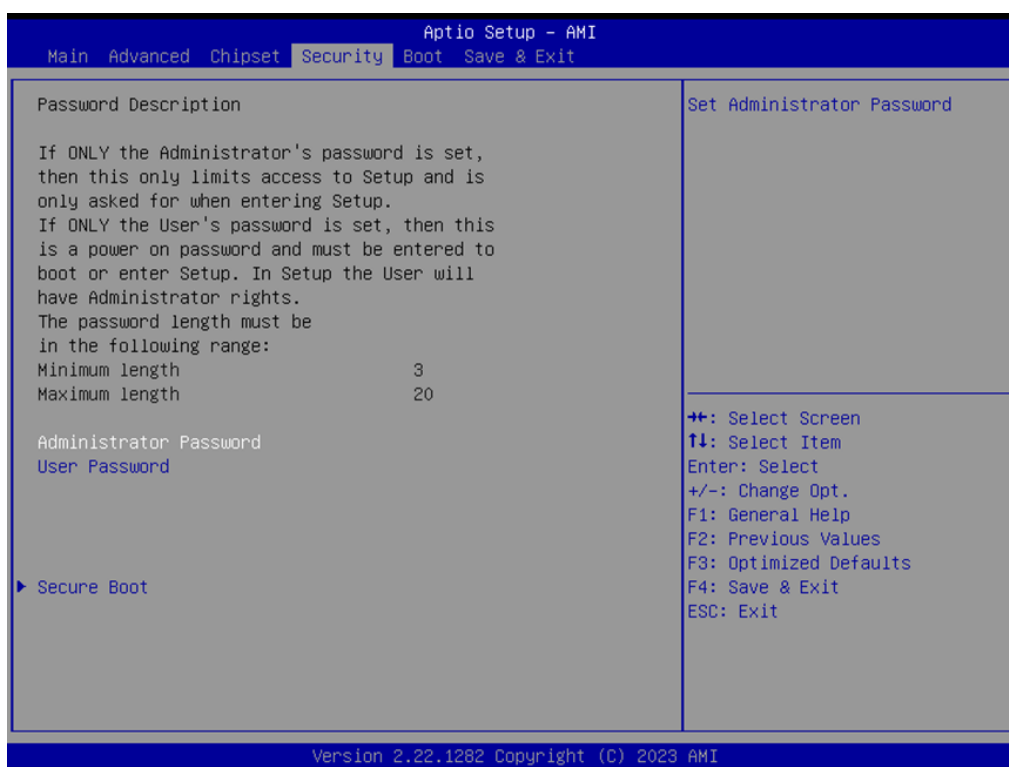 Aptio Setup – AMI
Main Advanced Chipset Security Boot Save & Exit
Password Description
If ONLY the Administrator's password is set,
then this only limits access to Setup and is
only asked for when entering Setup.
If ONLY the User's password is set, then this
is a power on password and must be entered to
boot or enter Setup. In Setup the User will
have Administrator rights.
The password length must be
in the following range:
Minimum length 3
Maximum length 20
Administrator Password
User Password
Secure Boot
Set Administrator Password
→←: Select Screen
↑↓: Select Item
Enter: Select
+/-: Change Opt.
F1: General Help
F2: Previous Values
F3: Optimized Defaults
F4: Save & Exit
ESC: Exit
Version 2.22.1282 Copyright (C) 2023 AMI